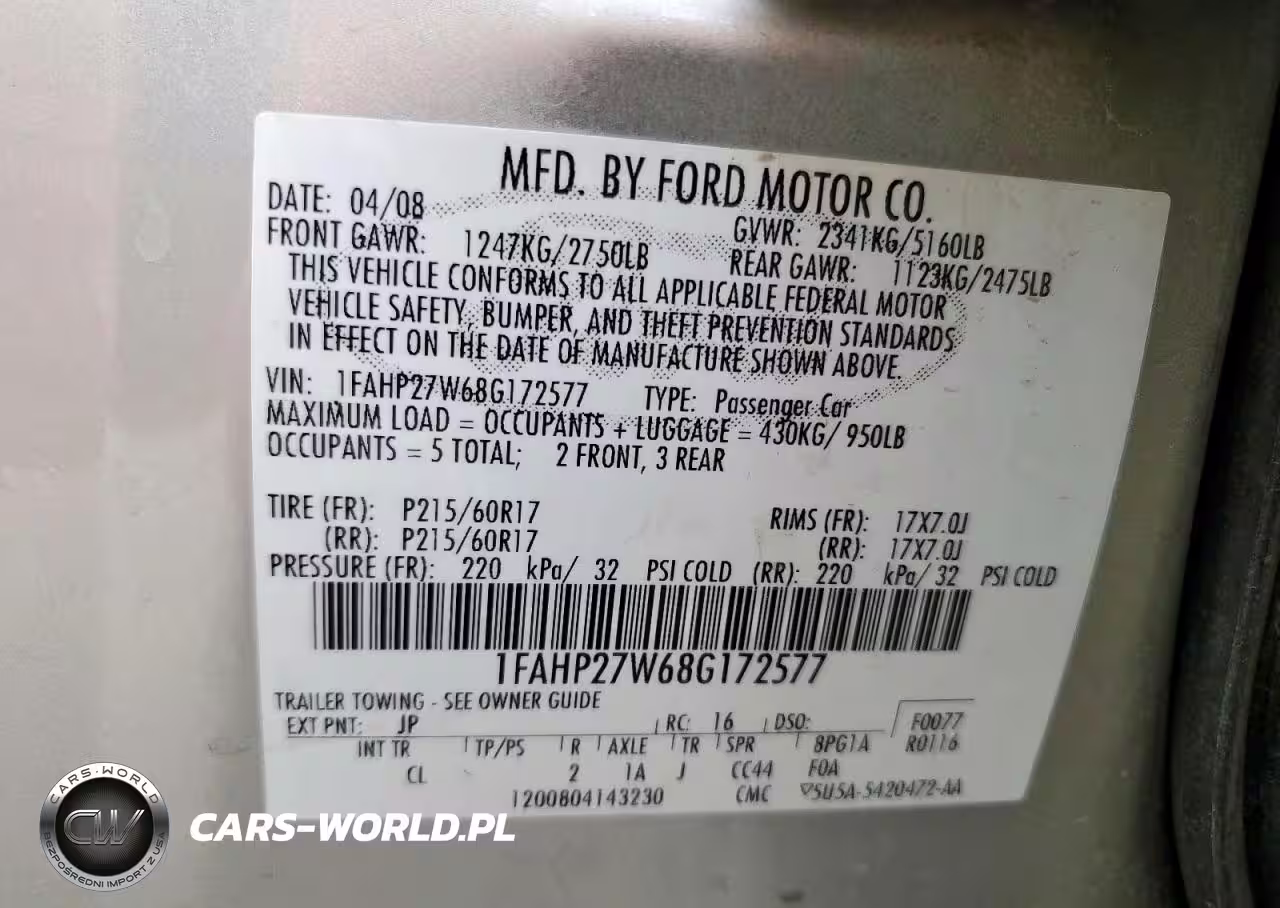 MFD. BY FORD MOTOR CO.
DATE: 04/08
GVWR: 2341KG/5160LB
FRONT GAWR: 1247KG/2750LB
REAR GAWR: 1123KG/2475LB
THIS VEHICLE CONFORMS TO ALL APPLICABLE FEDERAL MOTOR
VEHICLE SAFETY, BUMPER, AND THEFT PREVENTION STANDARDS
IN EFFECT ON THE DATE OF MANUFACTURE SHOWN ABOVE.
VIN: 1FAHP27W68G172577 TYPE: Passenger Car
MAXIMUM LOAD = OCCUPANTS + LUGGAGE = 430KG/ 950LB
OCCUPANTS = 5 TOTAL; 2 FRONT, 3 REAR
TIRE (FR): P215/60R17 RIMS (FR): 17X7.0J
(RR): P215/60R17 (RR): 17X7.0J
PRESSURE (FR): 220 kPa/ 32 PSI COLD (RR): 220 kPa/ 32 PSI COLD
1FAHP27W68G172577
TRAILER TOWING - SEE OWNER GUIDE
EXT PNT: JP RC: 16 DSO: F0077
INT TR TP/PS R AXLE TR SPR 8PG1A R0116
CL 2 1A J CC44 F0A
1200804143230 CMC 5U5A-5420472-AA
CARS-WORLD
CW
BEZPOŚREDNI IMPORT Z USA
CARS-WORLD.PL